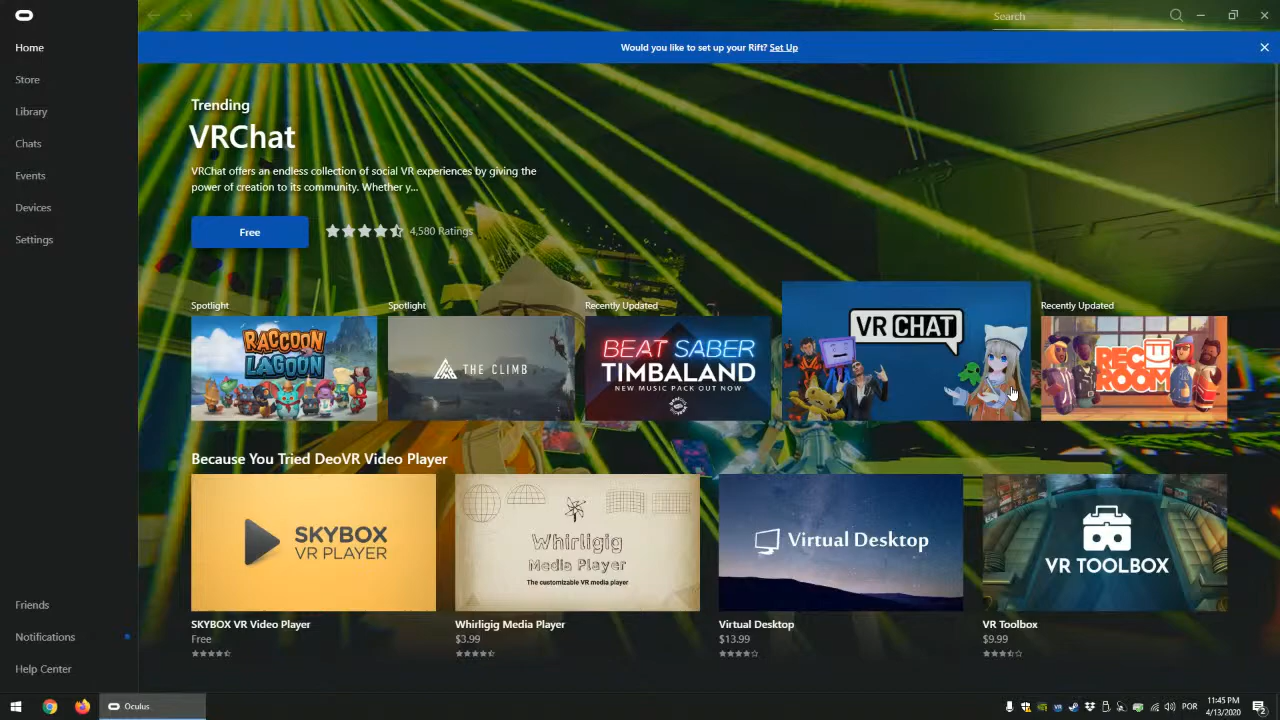 Search
Home
Store
Library
Chats
Events
Devices
Settings
Friends
Notifications
Help Center
Would you like to set up your Rift? Set Up
Trending
VRChat
VRChat offers an endless collection of social VR experiences by giving the
power of creation to its community. Whether y...
Free
4,580 Ratings
Spotlight
Spotlight
Recently Updated
Recently Updated
RACCOON
LAGOON
THE CLIMB
BEAT SABER
TIMBALAND
NEW MUSIC PACK OUT NOW
VR CHAT
REC
ROOM
Because You Tried DeoVR Video Player
SKYBOX
VR PLAYER
Whirligig
Media Player
The customizable VR media player
Virtual Desktop
VR TOOLBOX
SKYBOX VR Video Player
Free
Whirligig Media Player
$3.99
Virtual Desktop
$13.99
VR Toolbox
$9.99
Oculus
POR
11:45 PM
4/13/2020
2